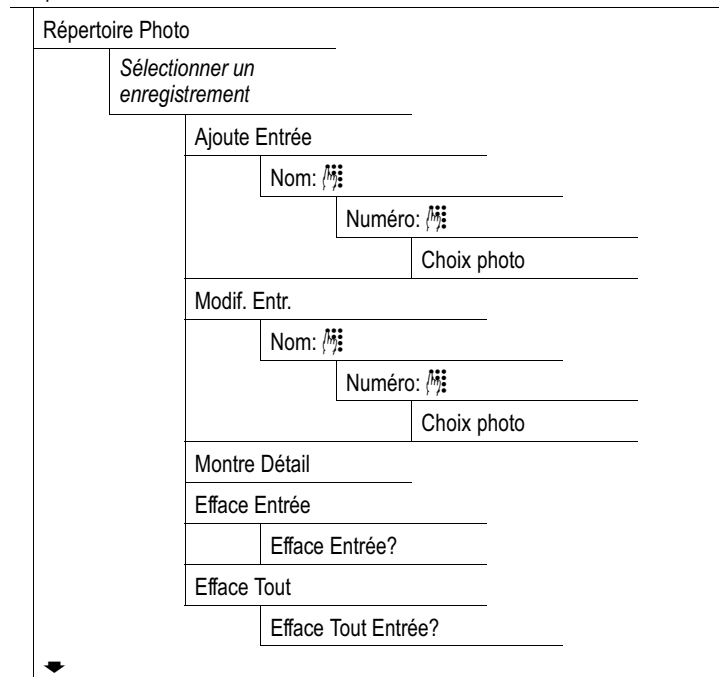 Répertoire Photo
Sélectionner un
enregistrement
Ajoute Entrée
Nom:
Numéro:
Choix photo
Modif. Entr.
Nom:
Numéro:
Choix photo
Montre Détail
Efface Entrée
Efface Entrée?
Efface Tout
Efface Tout Entrée?